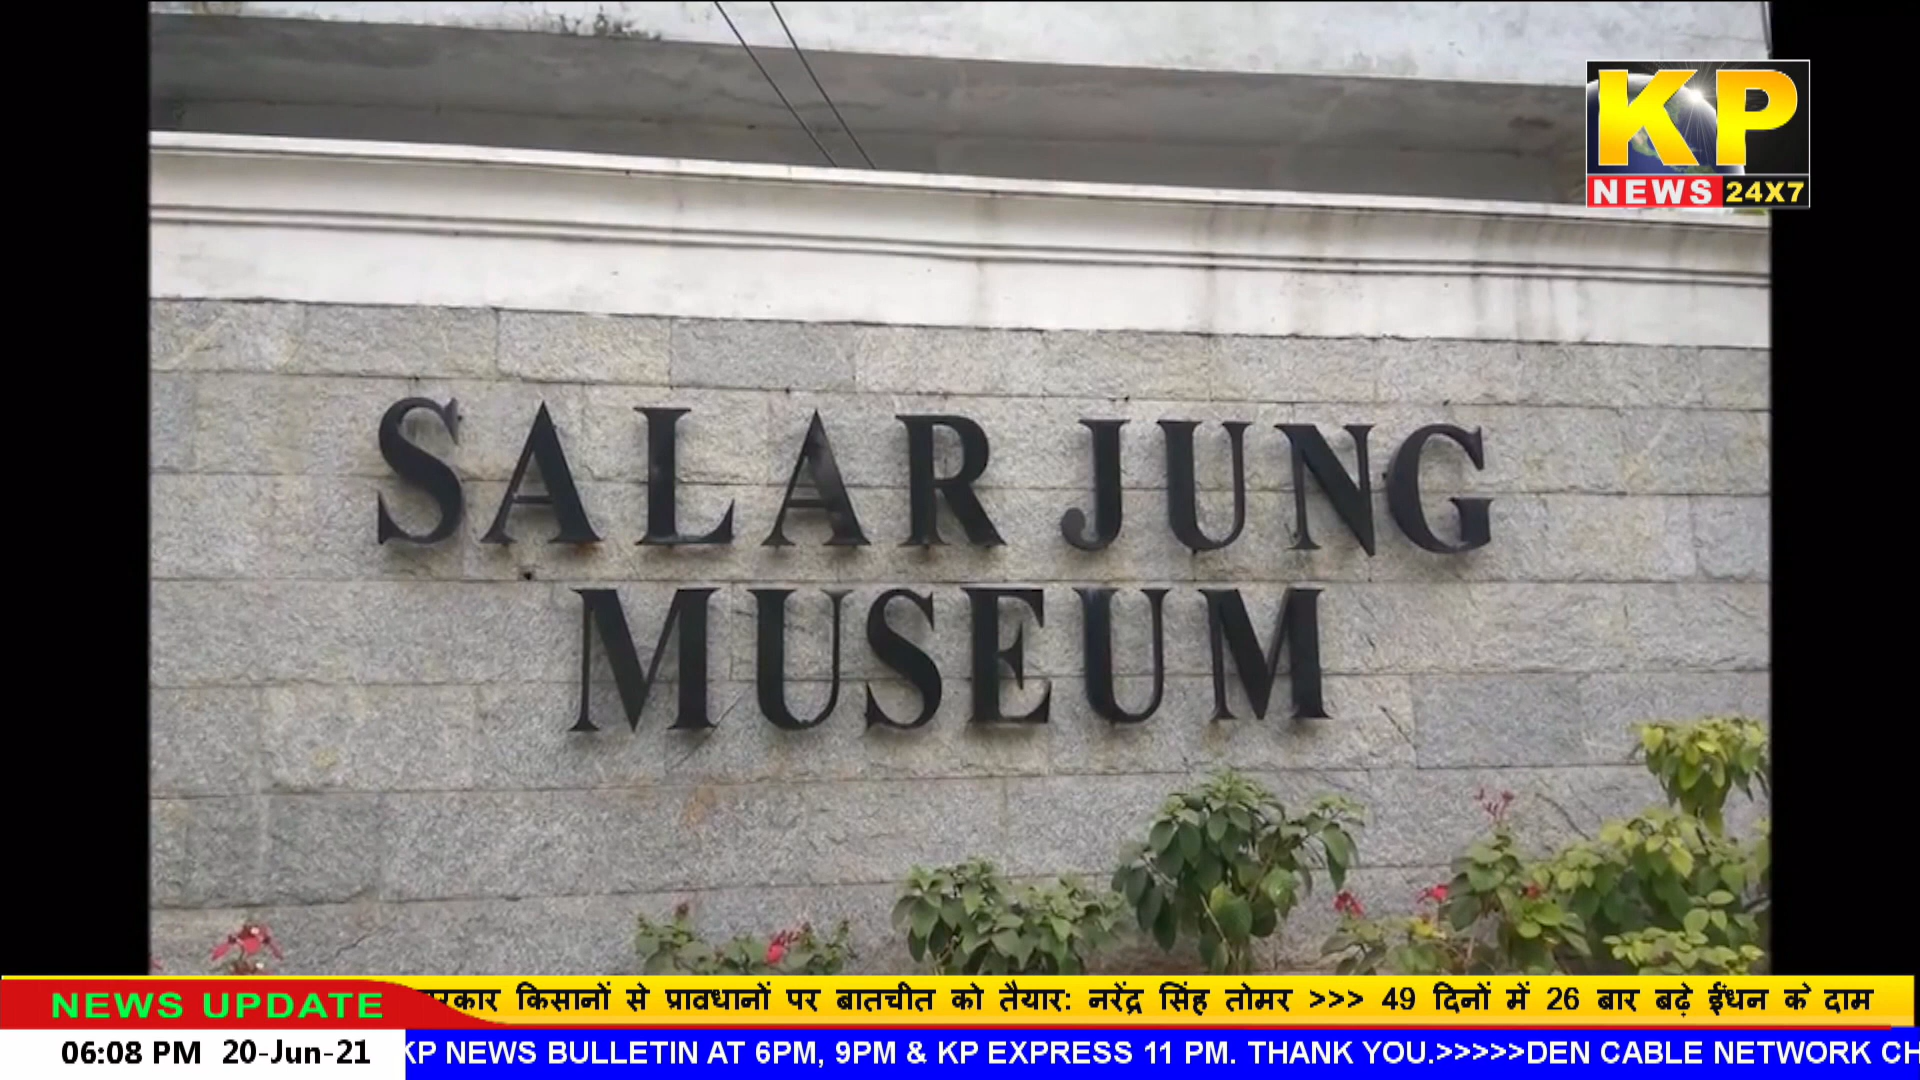 KP
NEWS 24X7
SALAR JUNG
MUSEUM
NEWS UPDATE
किसानों से प्रावधानों पर बातचीत को तैयार: नरेंद्र सिंह तोमर >>> 49 दिनों में 26 बार बढ़े ईंधन के दाम
06:08 PM 20-Jun-21
KP NEWS BULLETIN AT 6PM, 9PM & KP EXPRESS 11 PM. THANK YOU.>>>>>DEN CABLE NETWORK CH